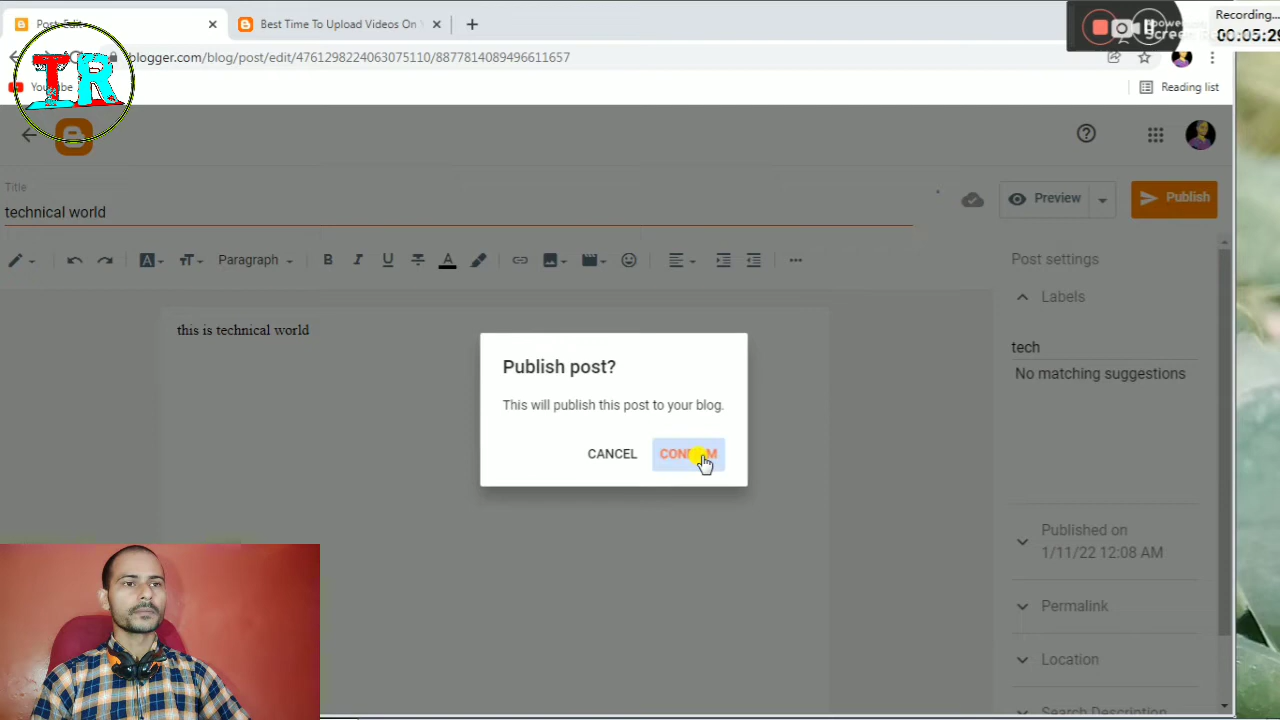 Post: Edit
Best Time To Upload Videos On Y
Recording...
00:05:29
TR
blogger.com/blog/post/edit/4761298224063075110/8877814089496611657
Reading list
Title
technical world
Preview
Publish
Paragraph
B I U A
Post settings
Labels
this is technical world
tech
No matching suggestions
Publish post?
This will publish this post to your blog.
CANCEL
Published on
1/11/22 12:08 AM
Permalink
Location
Search Description